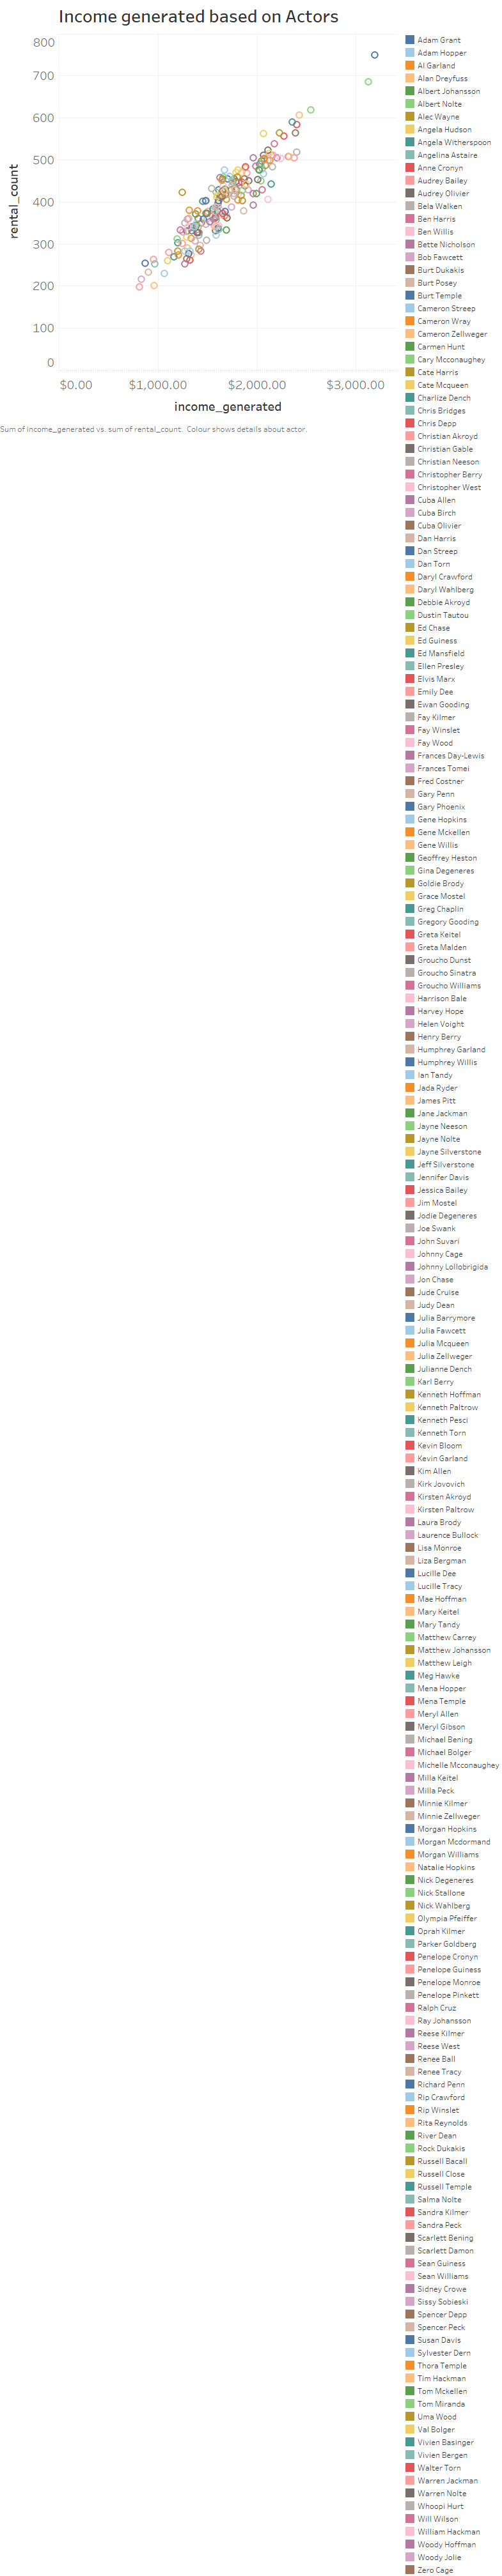 Income generated based on Actors
800
700
600
500
400
300
200
100
0
rental_count
$0.00 $1,000.00 $2,000.00 $3,000.00
income_generated
Sum of income_generated vs. sum of rental_count. Colour shows details about actor.
Adam Grant
Adam Hopper
Al Garland
Alan Dreyfuss
Albert Johansson
Albert Nolte
Alec Wayne
Angela Hudson
Angela Witherspoon
Angelina Astaire
Anne Cronyn
Audrey Bailey
Audrey Olivier
Bela Walken
Ben Harris
Ben Willis
Bette Nicholson
Bob Fawcett
Burt Dukakis
Burt Posey
Burt Temple
Cameron Streep
Cameron Wray
Cameron Zellweger
Carmen Hunt
Cary Mcconaughey
Cate Harris
Cate Mcqueen
Charlize Dench
Chris Bridges
Chris Depp
Christian Akroyd
Christian Gable
Christian Neeson
Christopher Berry
Christopher West
Cuba Allen
Cuba Birch
Cuba Olivier
Dan Harris
Dan Streep
Dan Torn
Daryl Crawford
Daryl Wahlberg
Debbie Akroyd
Dustin Tautou
Ed Chase
Ed Guiness
Ed Mansfield
Ellen Presley
Elvis Marx
Emily Dee
Ewan Gooding
Fay Kilmer
Fay Winslet
Fay Wood
Frances Day-Lewis
Frances Tomei
Fred Costner
Gary Penn
Gary Phoenix
Gene Hopkins
Gene Mckellen
Gene Willis
Geoffrey Heston
Gina Degeneres
Goldie Brody
Grace Mostel
Greg Chaplin
Gregory Gooding
Greta Keitel
Greta Malden
Groucho Dunst
Groucho Sinatra
Groucho Williams
Harrison Bale
Harvey Hope
Helen Voight
Henry Berry
Humphrey Garland
Humphrey Willis
Ian Tandy
Jada Ryder
James Pitt
Jane Jackman
Jayne Neeson
Jayne Nolte
Jayne Silverstone
Jeff Silverstone
Jennifer Davis
Jessica Bailey
Jim Mostel
Jodie Degeneres
Joe Swank
John Suvari
Johnny Cage
Johnny Lollobrigida
Jon Chase
Jude Cruise
Judy Dean
Julia Barrymore
Julia Fawcett
Julia Mcqueen
Julia Zellweger
Julianne Dench
Karl Berry
Kenneth Hoffman
Kenneth Paltrow
Kenneth Pesci
Kenneth Torn
Kevin Bloom
Kevin Garland
Kim Allen
Kirk Jovovich
Kirsten Akroyd
Kirsten Paltrow
Laura Brody
Laurence Bullock
Lisa Monroe
Liza Bergman
Lucille Dee
Lucille Tracy
Mae Hoffman
Mary Keitel
Mary Tandy
Matthew Carrey
Matthew Johansson
Matthew Leigh
Meg Hawke
Mena Hopper
Mena Temple
Meryl Allen
Meryl Gibson
Michael Bening
Michael Bolger
Michelle Mcconaughey
Milla Keitel
Milla Peck
Minnie Kilmer
Minnie Zellweger
Morgan Hopkins
Morgan Mcdormand
Morgan Williams
Natalie Hopkins
Nick Degeneres
Nick Stallone
Nick Wahlberg
Olympia Pfeiffer
Oprah Kilmer
Parker Goldberg
Penelope Cronyn
Penelope Guiness
Penelope Monroe
Penelope Pinkett
Ralph Cruz
Ray Johansson
Reese Kilmer
Reese West
Renee Ball
Renee Tracy
Richard Penn
Rip Crawford
Rip Winslet
Rita Reynolds
River Dean
Rock Dukakis
Russell Bacall
Russell Close
Russell Temple
Salma Nolte
Sandra Kilmer
Sandra Peck
Scarlett Bening
Scarlett Damon
Sean Guiness
Sean Williams
Sidney Crowe
Sissy Sobieski
Spencer Depp
Spencer Peck
Susan Davis
Sylvester Dern
Thora Temple
Tim Hackman
Tom Mckellen
Tom Miranda
Uma Wood
Val Bolger
Vivien Basinger
Vivien Bergen
Walter Torn
Warren Jackman
Warren Nolte
Whoopi Hurt
Will Wilson
William Hackman
Woody Hoffman
Woody Jolie
Zero Cage